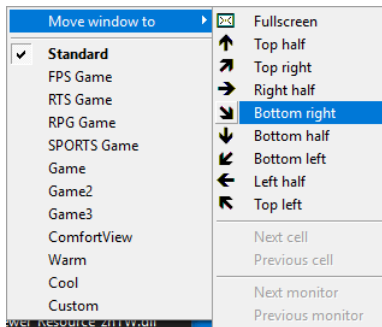 Move window to
Standard
FPS Game
RTS Game
RPG Game
SPORTS Game
Game
Game2
Game3
ComfortView
Warm
Cool
Custom
Fullscreen
Top half
Top right
Right half
Bottom right
Bottom half
Bottom left
Left half
Top left
Next cell
Previous cell
Next monitor
Previous monitor